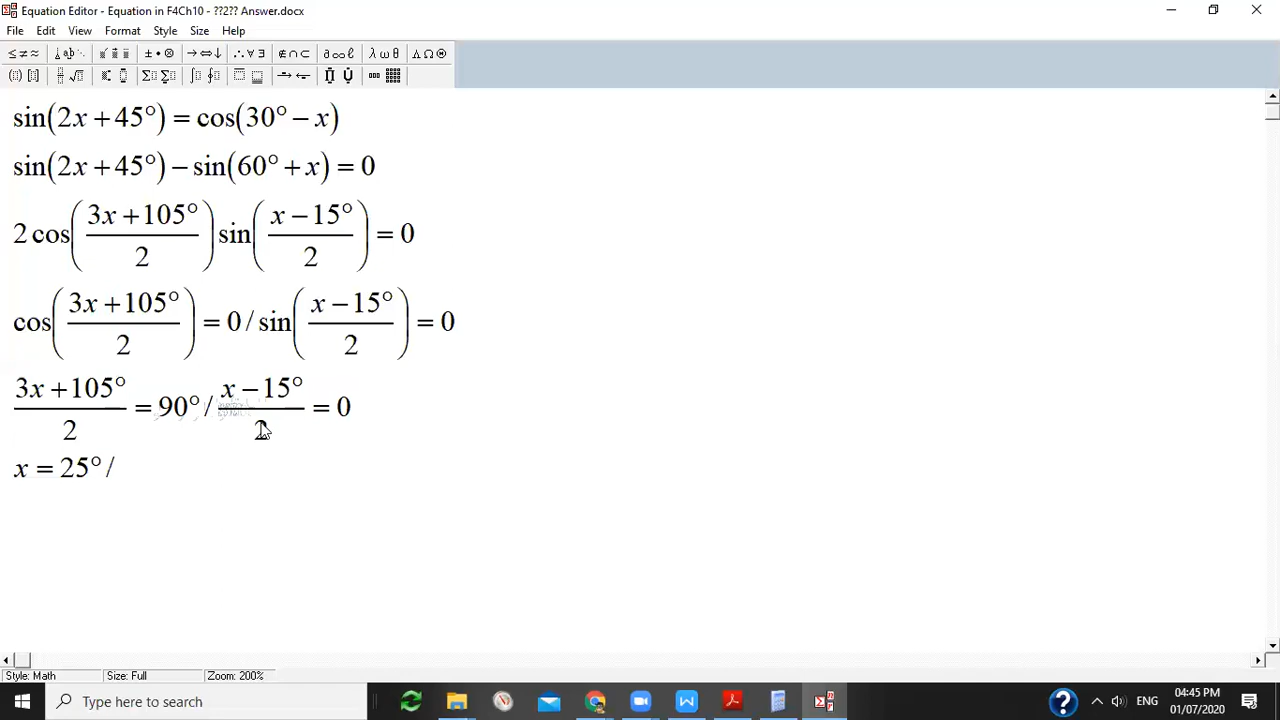 Equation Editor - Equation in F4Ch10 - ??2?? Answer.docx
File Edit View Format Style Size Help
sin(2x + 45°) = cos(30° − x)
sin(2x + 45°) − sin(60° + x) = 0
2 cos((3x + 105°)/2) sin((x − 15°)/2) = 0
cos((3x + 105°)/2) = 0 / sin((x − 15°)/2) = 0
(3x + 105°)/2 = 90° / (x − 15°)/2 = 0
x = 25° /
Style: Math Size: Full Zoom: 200%
Type here to search
ENG
04:45 PM
01/07/2020